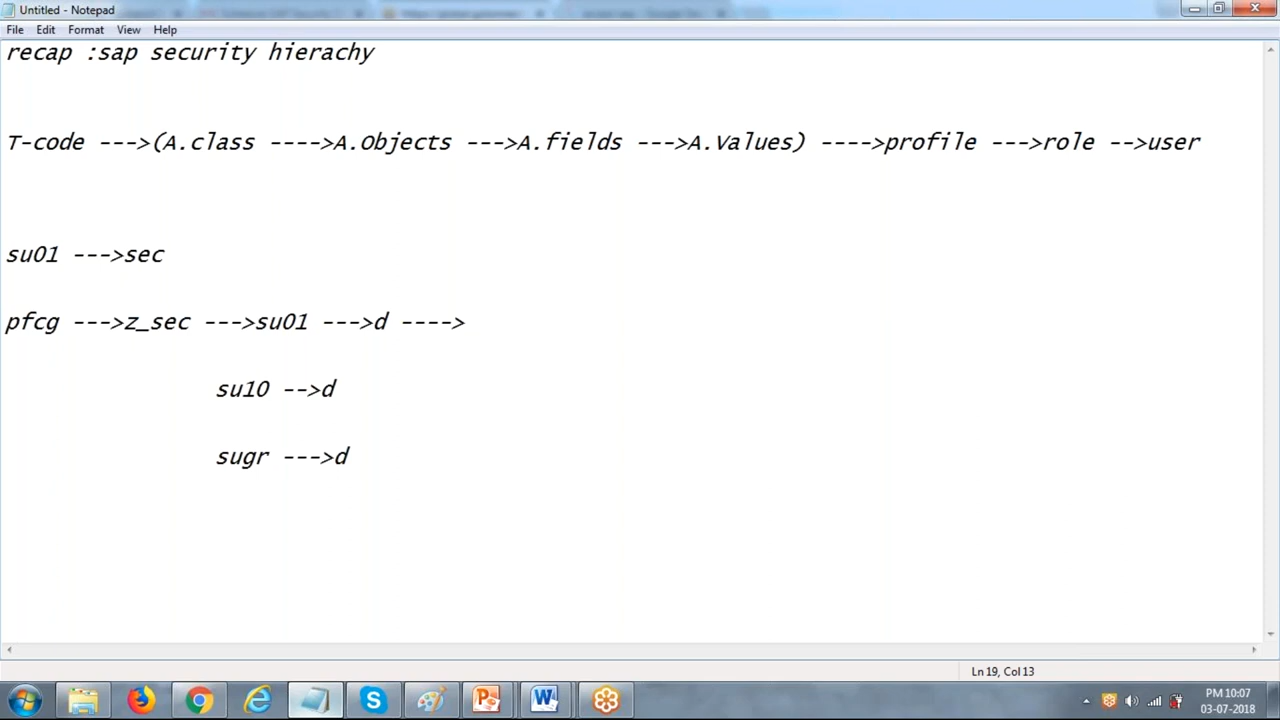 Untitled - Notepad
File Edit Format View Help
recap :sap security hierachy
T-code --->(A.class ---->A.Objects --->A.fields --->A.Values) ---->profile --->role -->user
su01 --->sec
pfcg --->z_sec --->su01 --->d ---->
su10 -->d
sugr --->d
Ln 19, Col 13
PM 10:07
03-07-2018